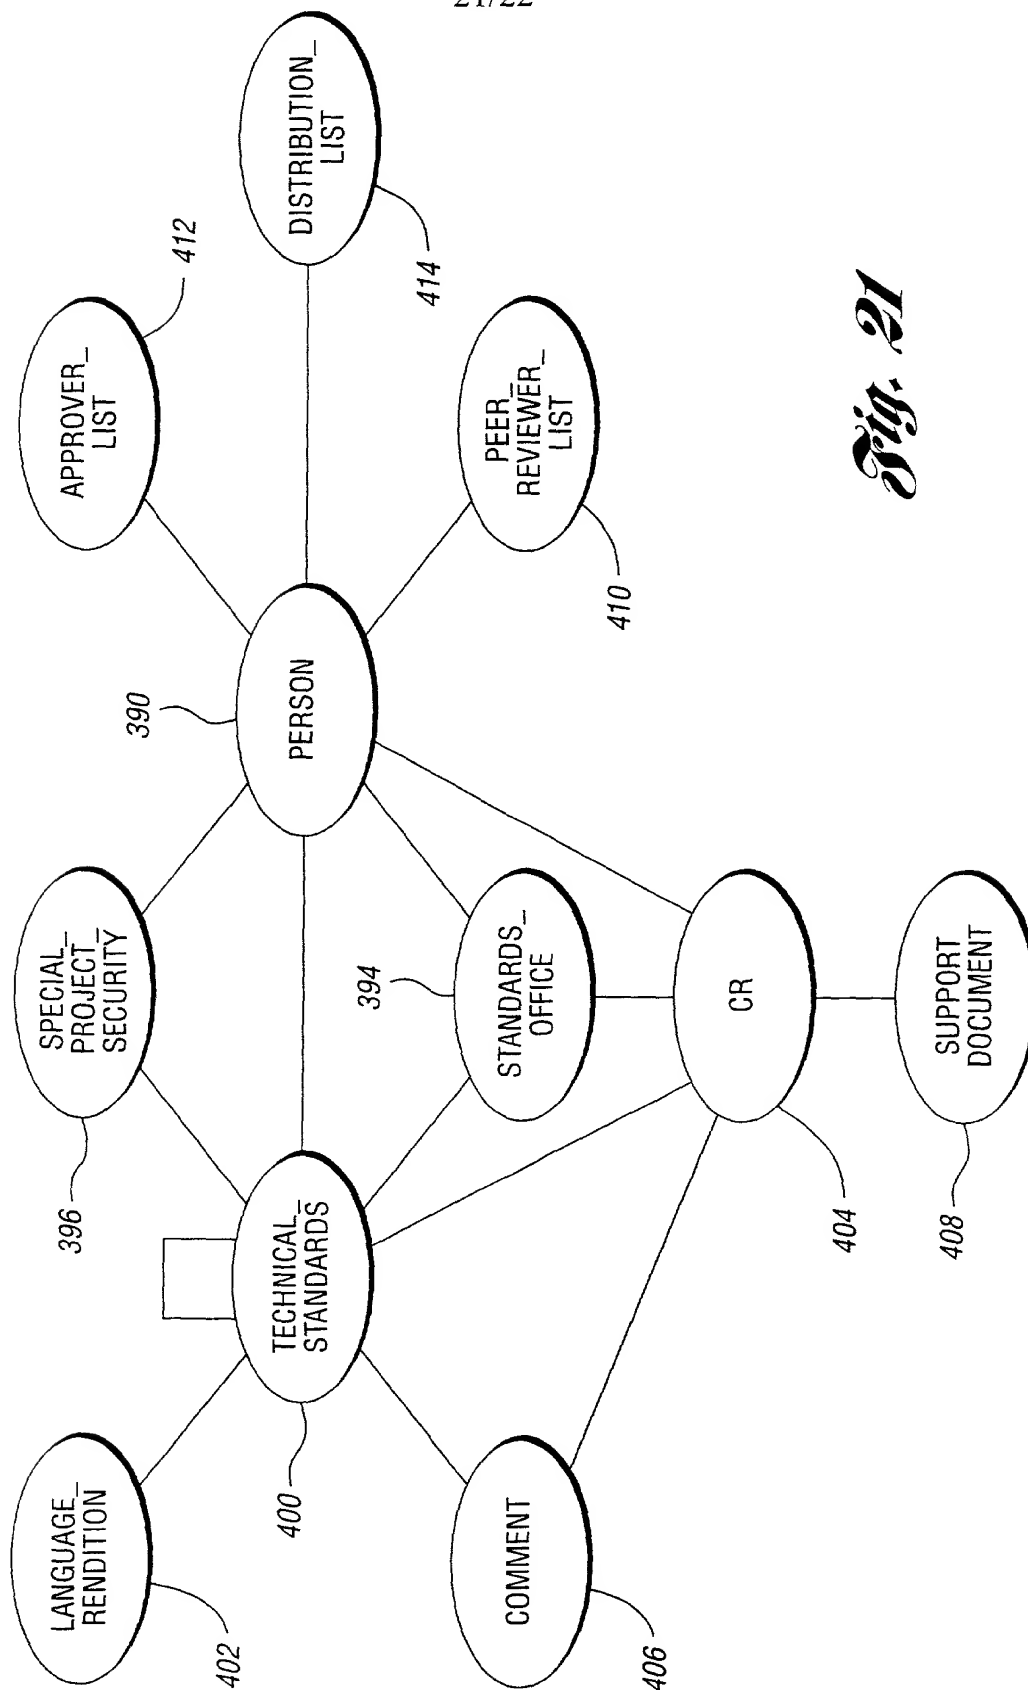 21/22
LANGUAGE_
RENDITION
402
SPECIAL_
PROJECT_
SECURITY
396
APPROVER_
LIST
412
TECHNICAL_
STANDARDS
400
PERSON
390
DISTRIBUTION_
LIST
414
COMMENT
406
STANDARDS_
OFFICE
394
PEER_
REVIEWER_
LIST
410
CR
404
SUPPORT
DOCUMENT
408
Fig. 21